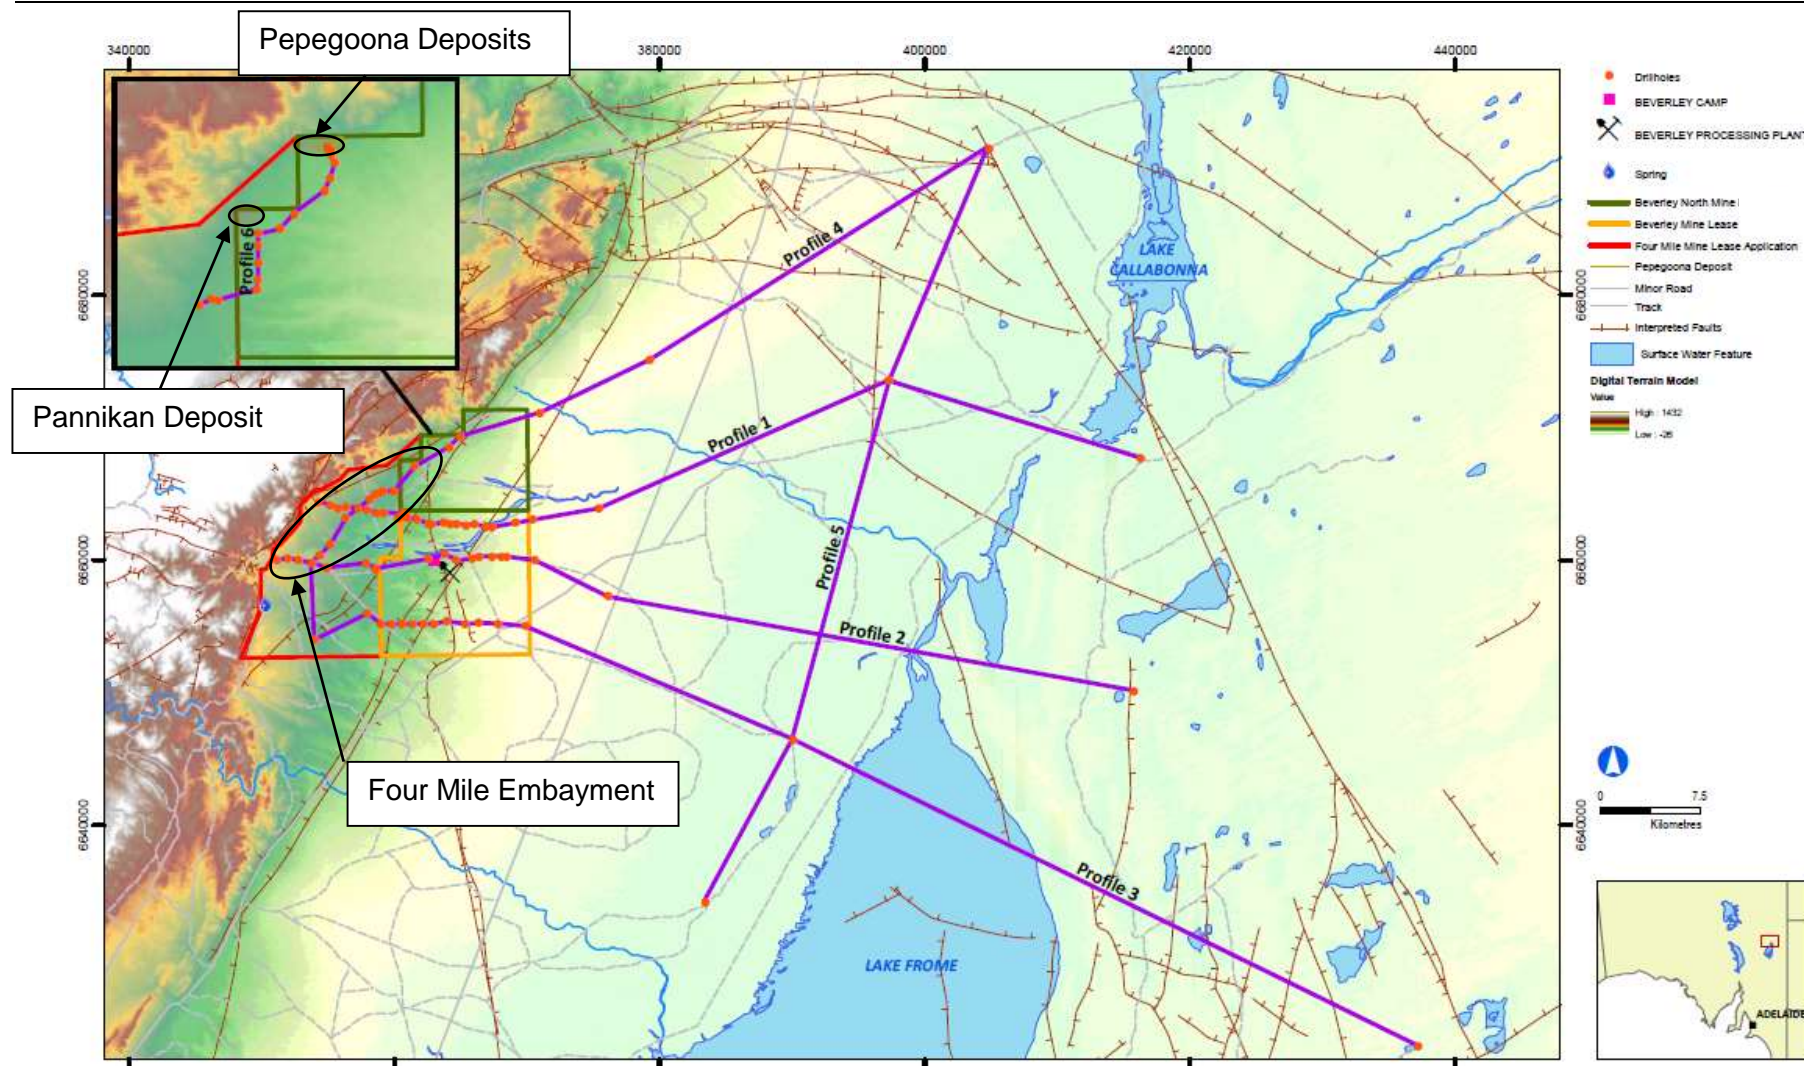 Pepegoona Deposits
340000
380000
400000
420000
440000
Profile 6
Pannikan Deposit
6680000
6680000
6660000
6660000
6640000
6640000
Profile 4
LAKE
CALLABONNA
Profile 1
Profile 5
Profile 2
Four Mile Embayment
Profile 3
LAKE FROME
Drillholes
BEVERLEY CAMP
BEVERLEY PROCESSING PLANT
Spring
Beverley North Mine
Beverley Mine Lease
Four Mile Mine Lease Application
Pepegoona Deposit
Minor Road
Track
Interpreted Faults
Surface Water Feature
Digital Terrain Model
Value
High : 1432
Low : -26
0 7.5
Kilometres
ADELAIDE